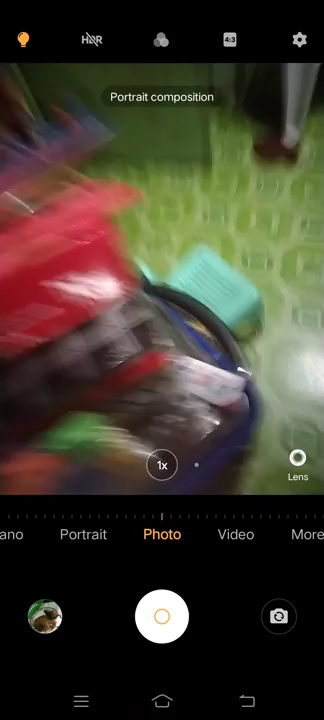 HDR
4:3
Portrait composition
1x
Lens
ano
Portrait
Photo
Video
More